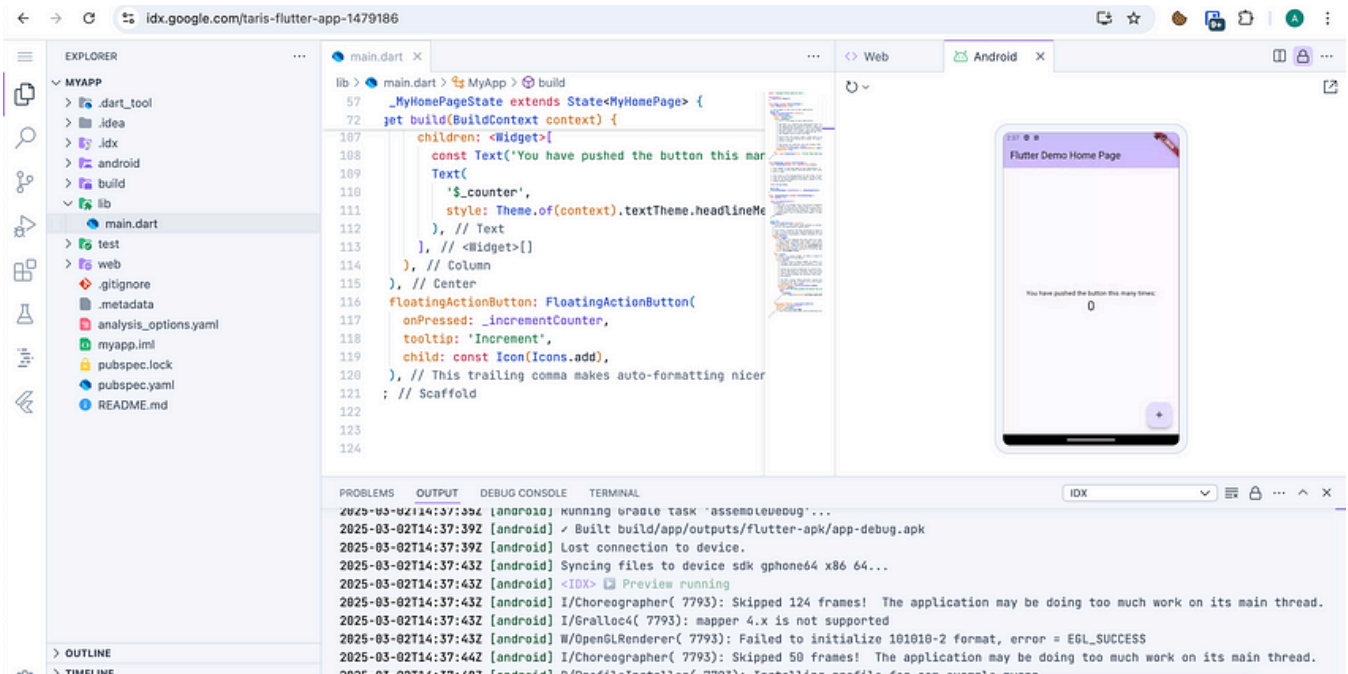 idx.google.com/taris-flutter-app-1479186
A
EXPLORER
MYAPP
.dart_tool
.idea
.idx
android
build
lib
main.dart
test
web
.gitignore
.metadata
analysis_options.yaml
myapp.iml
pubspec.lock
pubspec.yaml
README.md
OUTLINE
TIMELINE
main.dart
lib > main.dart > MyApp > build
57 _MyHomePageState extends State<MyHomePage> {
72 get build(BuildContext context) {
107 children: <Widget>[
108 const Text('You have pushed the button this man
109 Text(
110 '$_counter',
111 style: Theme.of(context).textTheme.headlineMe
112 ), // Text
113 ], // <Widget>[]
114 ), // Column
115 ), // Center
116 floatingActionButton: FloatingActionButton(
117 onPressed: _incrementCounter,
118 tooltip: 'Increment',
119 child: const Icon(Icons.add),
120 ), // This trailing comma makes auto-formatting nicer
121 ; // Scaffold
122
123
124
Web
Android
2:37
Flutter Demo Home Page
You have pushed the button this many times:
0
+
PROBLEMS OUTPUT DEBUG CONSOLE TERMINAL
IDX
2025-03-02T14:37:35Z [android] Running Gradle task 'assembleDebug'...
2025-03-02T14:37:39Z [android] ✓ Built build/app/outputs/flutter-apk/app-debug.apk
2025-03-02T14:37:39Z [android] Lost connection to device.
2025-03-02T14:37:43Z [android] Syncing files to device sdk gphone64 x86 64...
2025-03-02T14:37:43Z [android] <IDX> ▶ Preview running
2025-03-02T14:37:43Z [android] I/Choreographer( 7793): Skipped 124 frames! The application may be doing too much work on its main thread.
2025-03-02T14:37:43Z [android] I/Gralloc4( 7793): mapper 4.x is not supported
2025-03-02T14:37:43Z [android] W/OpenGLRenderer( 7793): Failed to initialize 101010-2 format, error = EGL_SUCCESS
2025-03-02T14:37:44Z [android] I/Choreographer( 7793): Skipped 50 frames! The application may be doing too much work on its main thread.